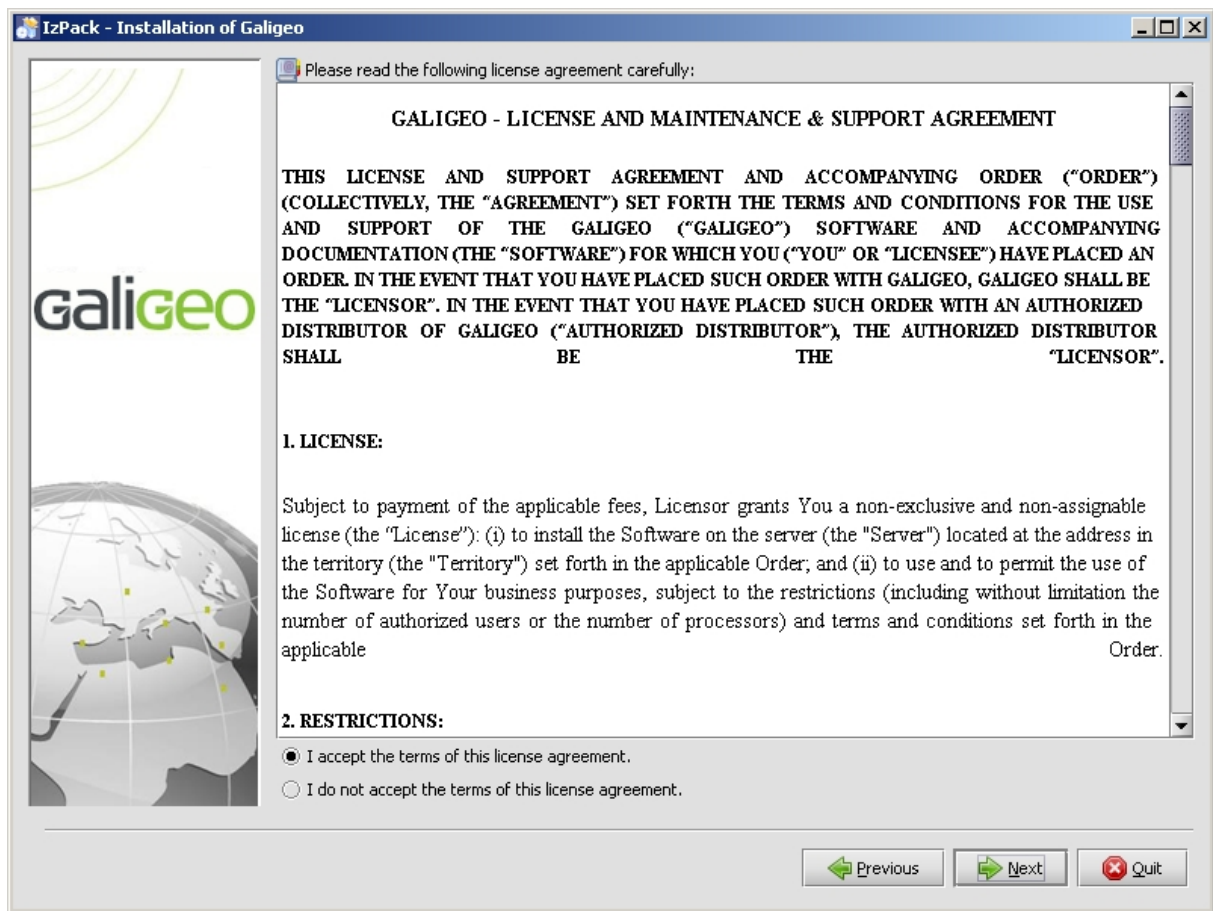 IzPack - Installation of Galigeo
Please read the following license agreement carefully:
GALIGEO - LICENSE AND MAINTENANCE & SUPPORT AGREEMENT
THIS LICENSE AND SUPPORT AGREEMENT AND ACCOMPANYING ORDER (“ORDER”)
(COLLECTIVELY, THE “AGREEMENT”) SET FORTH THE TERMS AND CONDITIONS FOR THE USE
AND SUPPORT OF THE GALIGEO (“GALIGEO”) SOFTWARE AND ACCOMPANYING
DOCUMENTATION (THE “SOFTWARE”) FOR WHICH YOU (“YOU” OR “LICENSEE”) HAVE PLACED AN
ORDER. IN THE EVENT THAT YOU HAVE PLACED SUCH ORDER WITH GALIGEO, GALIGEO SHALL BE
THE “LICENSOR”. IN THE EVENT THAT YOU HAVE PLACED SUCH ORDER WITH AN AUTHORIZED
DISTRIBUTOR OF GALIGEO (“AUTHORIZED DISTRIBUTOR”), THE AUTHORIZED DISTRIBUTOR
SHALL BE THE “LICENSOR”.
1. LICENSE:
Subject to payment of the applicable fees, Licensor grants You a non-exclusive and non-assignable
license (the “License”): (i) to install the Software on the server (the "Server") located at the address in
the territory (the "Territory") set forth in the applicable Order; and (ii) to use and to permit the use of
the Software for Your business purposes, subject to the restrictions (including without limitation the
number of authorized users or the number of processors) and terms and conditions set forth in the
applicable Order.
2. RESTRICTIONS:
galigeo
I accept the terms of this license agreement.
I do not accept the terms of this license agreement.
Previous
Next
Quit